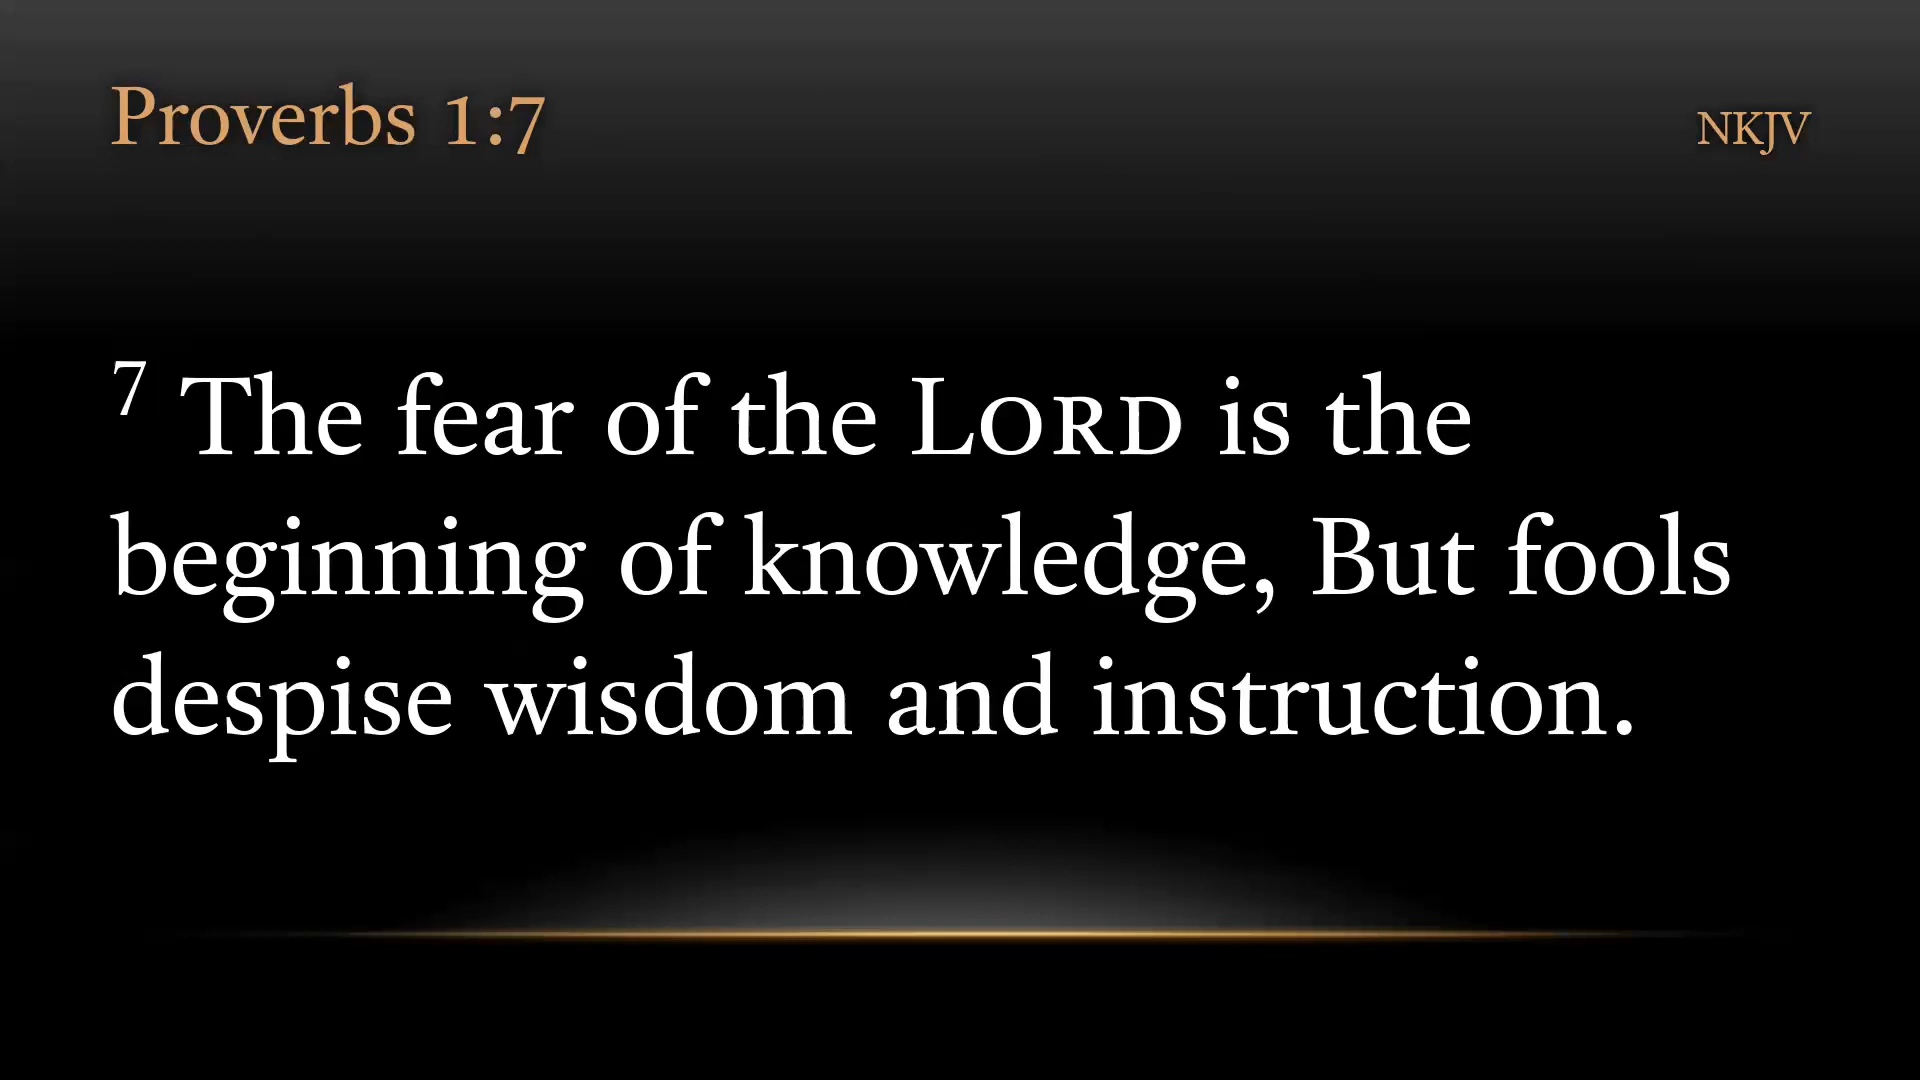 Proverbs 1:7
NKJV
7 The fear of the LORD is the
beginning of knowledge, But fools
despise wisdom and instruction.